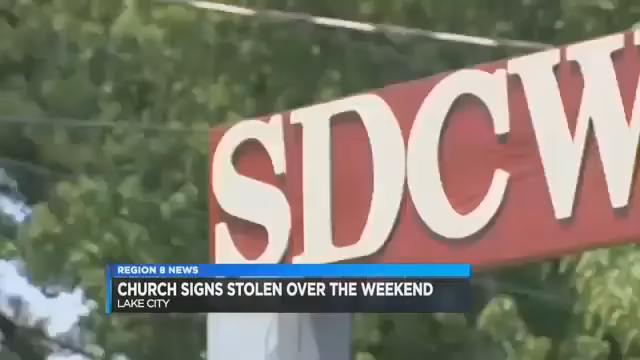 SDCW
REGION 8 NEWS
CHURCH SIGNS STOLEN OVER THE WEEKEND
LAKE CITY